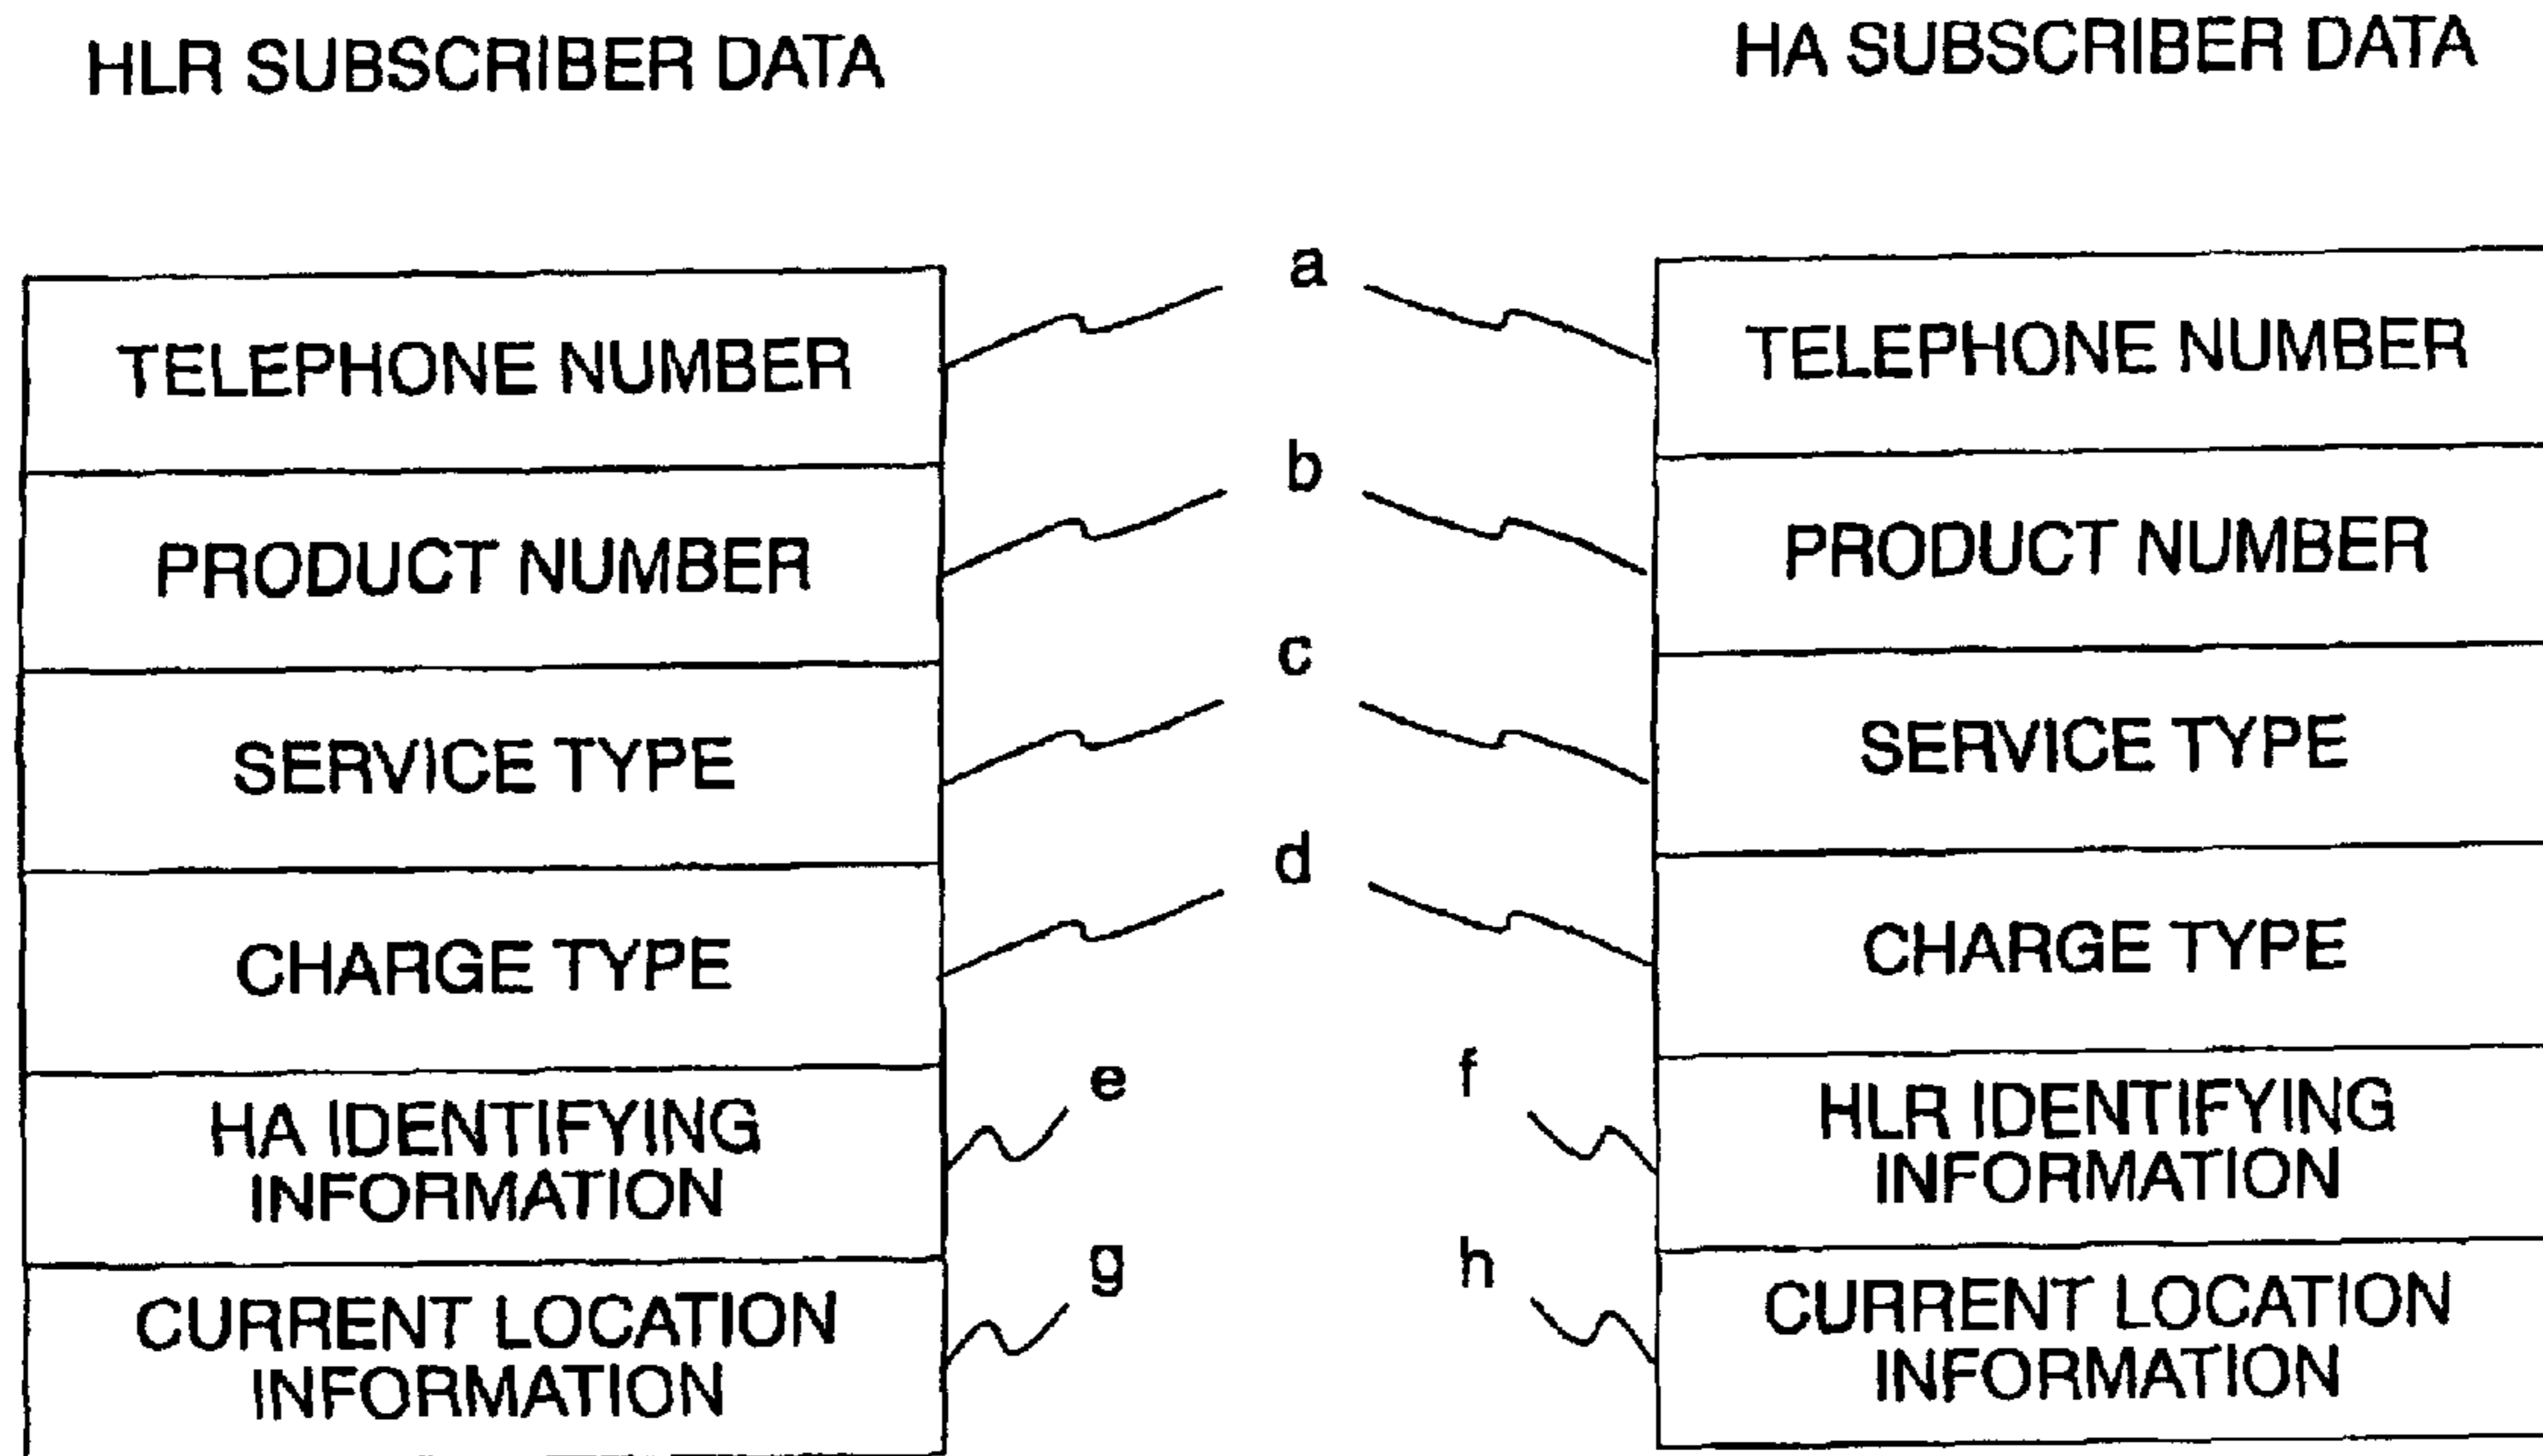 HLR SUBSCRIBER DATA
HA SUBSCRIBER DATA
TELEPHONE NUMBER
a
TELEPHONE NUMBER
PRODUCT NUMBER
b
PRODUCT NUMBER
SERVICE TYPE
c
SERVICE TYPE
CHARGE TYPE
d
CHARGE TYPE
HA IDENTIFYING
INFORMATION
e
f
HLR IDENTIFYING
INFORMATION
CURRENT LOCATION
INFORMATION
g
h
CURRENT LOCATION
INFORMATION